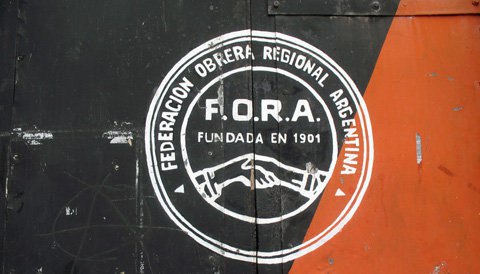 FEDERACION OBRERA REGIONAL ARGENTINA
F.O.R.A.
FUNDADA EN 1901